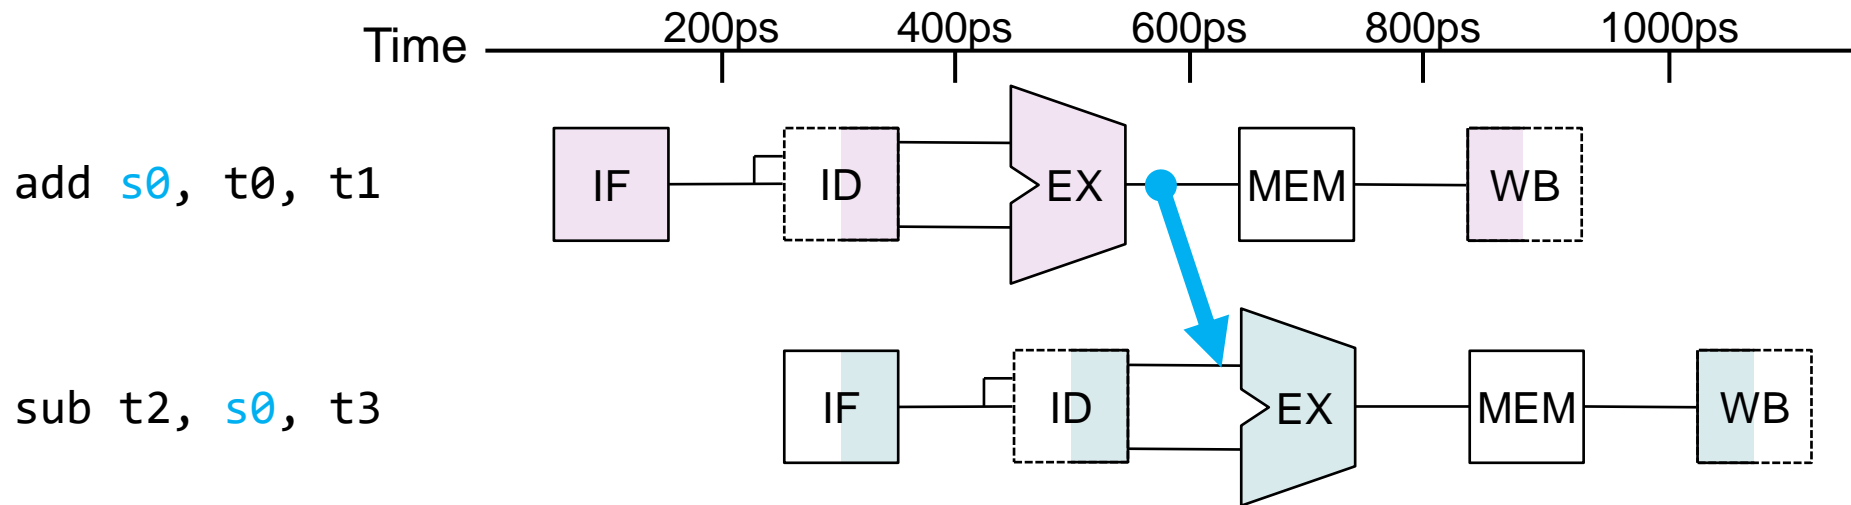 Time 200ps 400ps 600ps 800ps 1000ps
add s0, t0, t1 IF ID EX MEM WB
sub t2, s0, t3 IF ID EX MEM WB